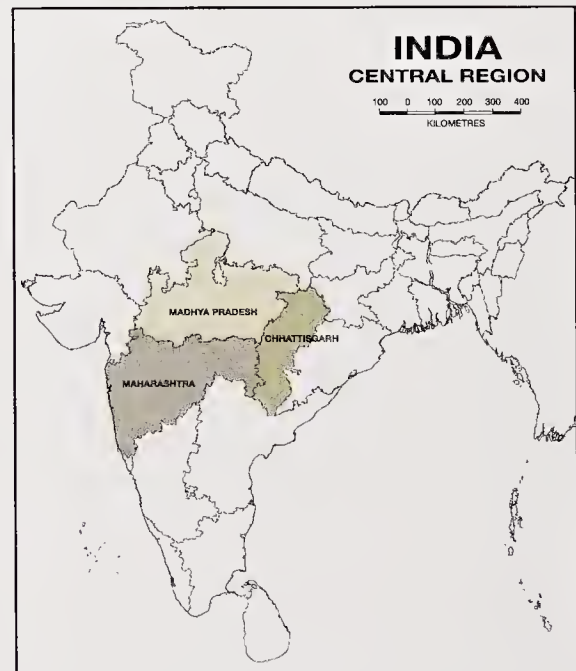 INDIA
CENTRAL REGION
100 0 100 200 300 400
KILOMETRES
MADHYA PRADESH
CHHATTISGARH
MAHARASHTRA